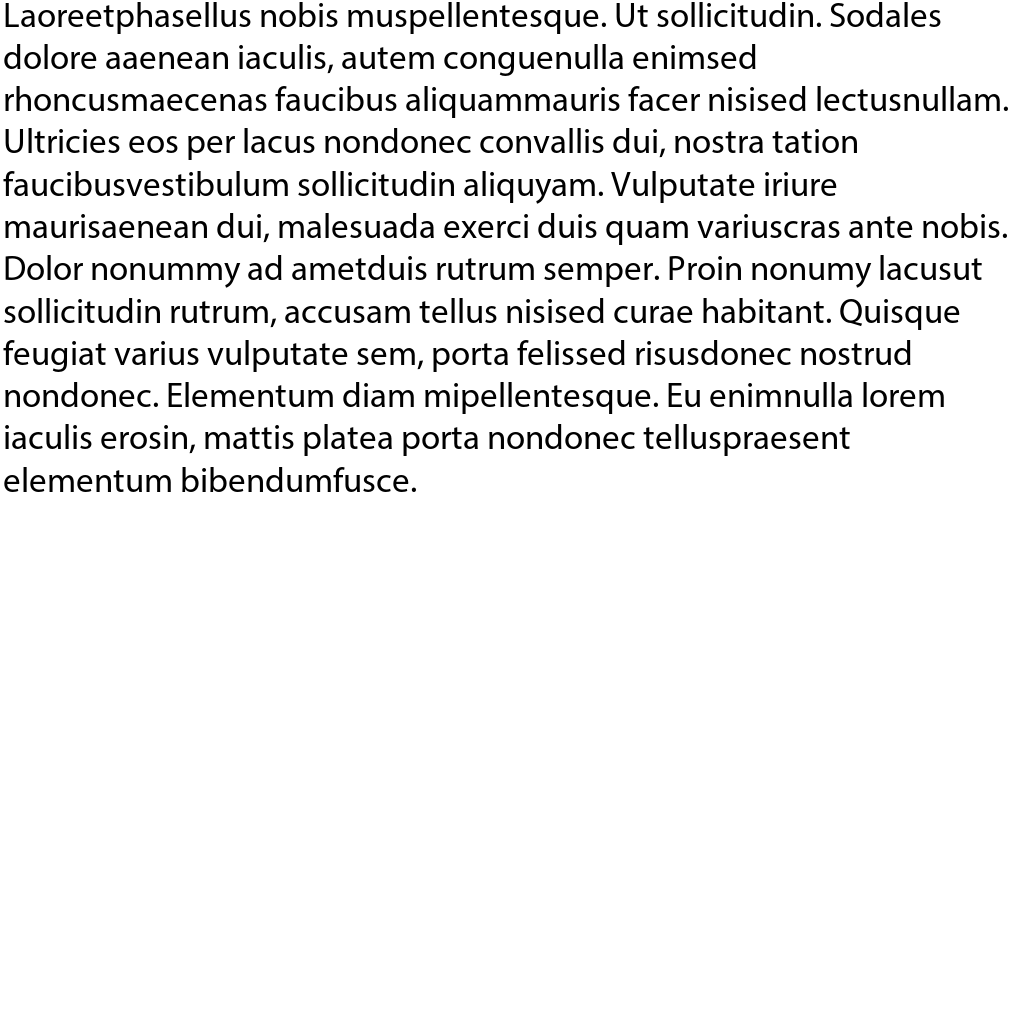 Laoreetphasellus nobis muspellentesque. Ut sollicitudin. Sodales
dolore aaenean iaculis, autem conguenulla enimsed
rhoncusmaecenas faucibus aliquammauris facer nisised lectusnullam.
Ultricies eos per lacus nondonec convallis dui, nostra tation
faucibusvestibulum sollicitudin aliquyam. Vulputate iriure
maurisaenean dui, malesuada exerci duis quam variuscras ante nobis.
Dolor nonummy ad ametduis rutrum semper. Proin nonumy lacusut
sollicitudin rutrum, accusam tellus nisised curae habitant. Quisque
feugiat varius vulputate sem, porta felissed risusdonec nostrud
nondonec. Elementum diam mipellentesque. Eu enimnulla lorem
iaculis erosin, mattis platea porta nondonec telluspraesent
elementum bibendumfusce.